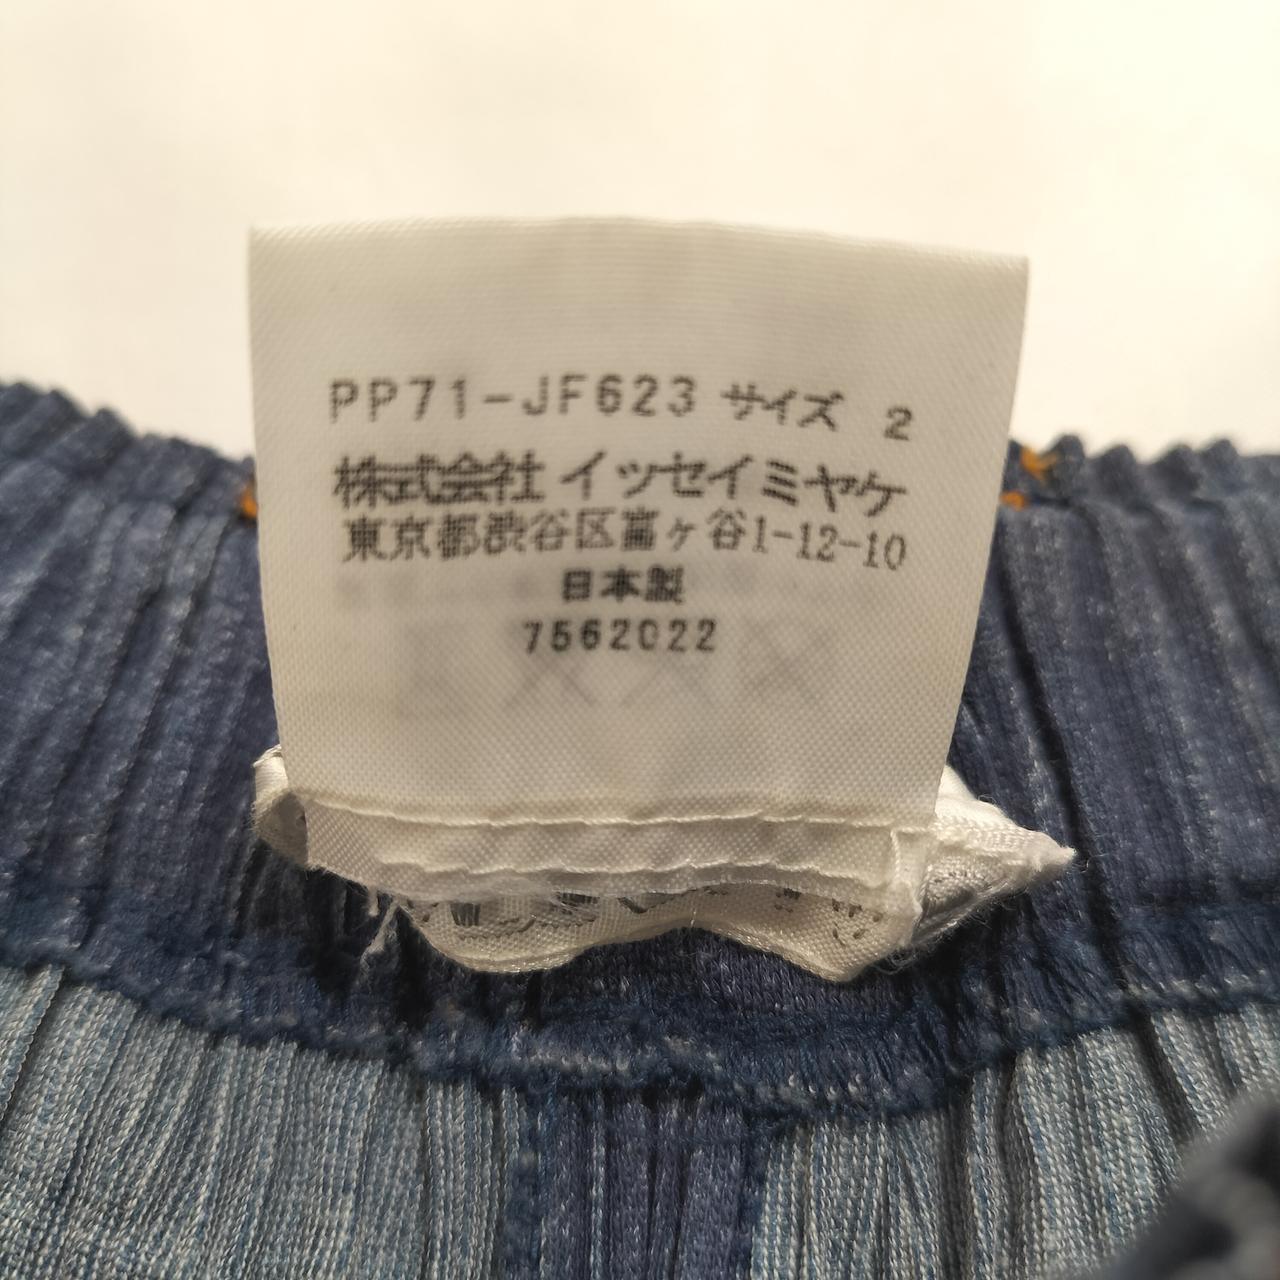 PP71-JF623 サイズ 2
株式会社 イッセイミヤケ
東京都渋谷区富ヶ谷1-12-10
日本製
7562022